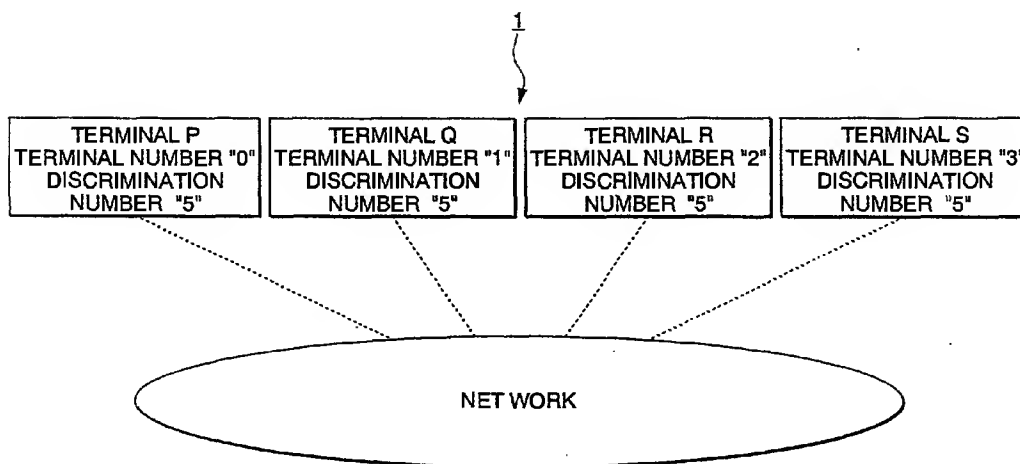 1
TERMINAL P
TERMINAL NUMBER "0"
DISCRIMINATION
NUMBER "5"
TERMINAL Q
TERMINAL NUMBER "1"
DISCRIMINATION
NUMBER "5"
TERMINAL R
TERMINAL NUMBER "2"
DISCRIMINATION
NUMBER "5"
TERMINAL S
TERMINAL NUMBER "3"
DISCRIMINATION
NUMBER "5"
NET WORK